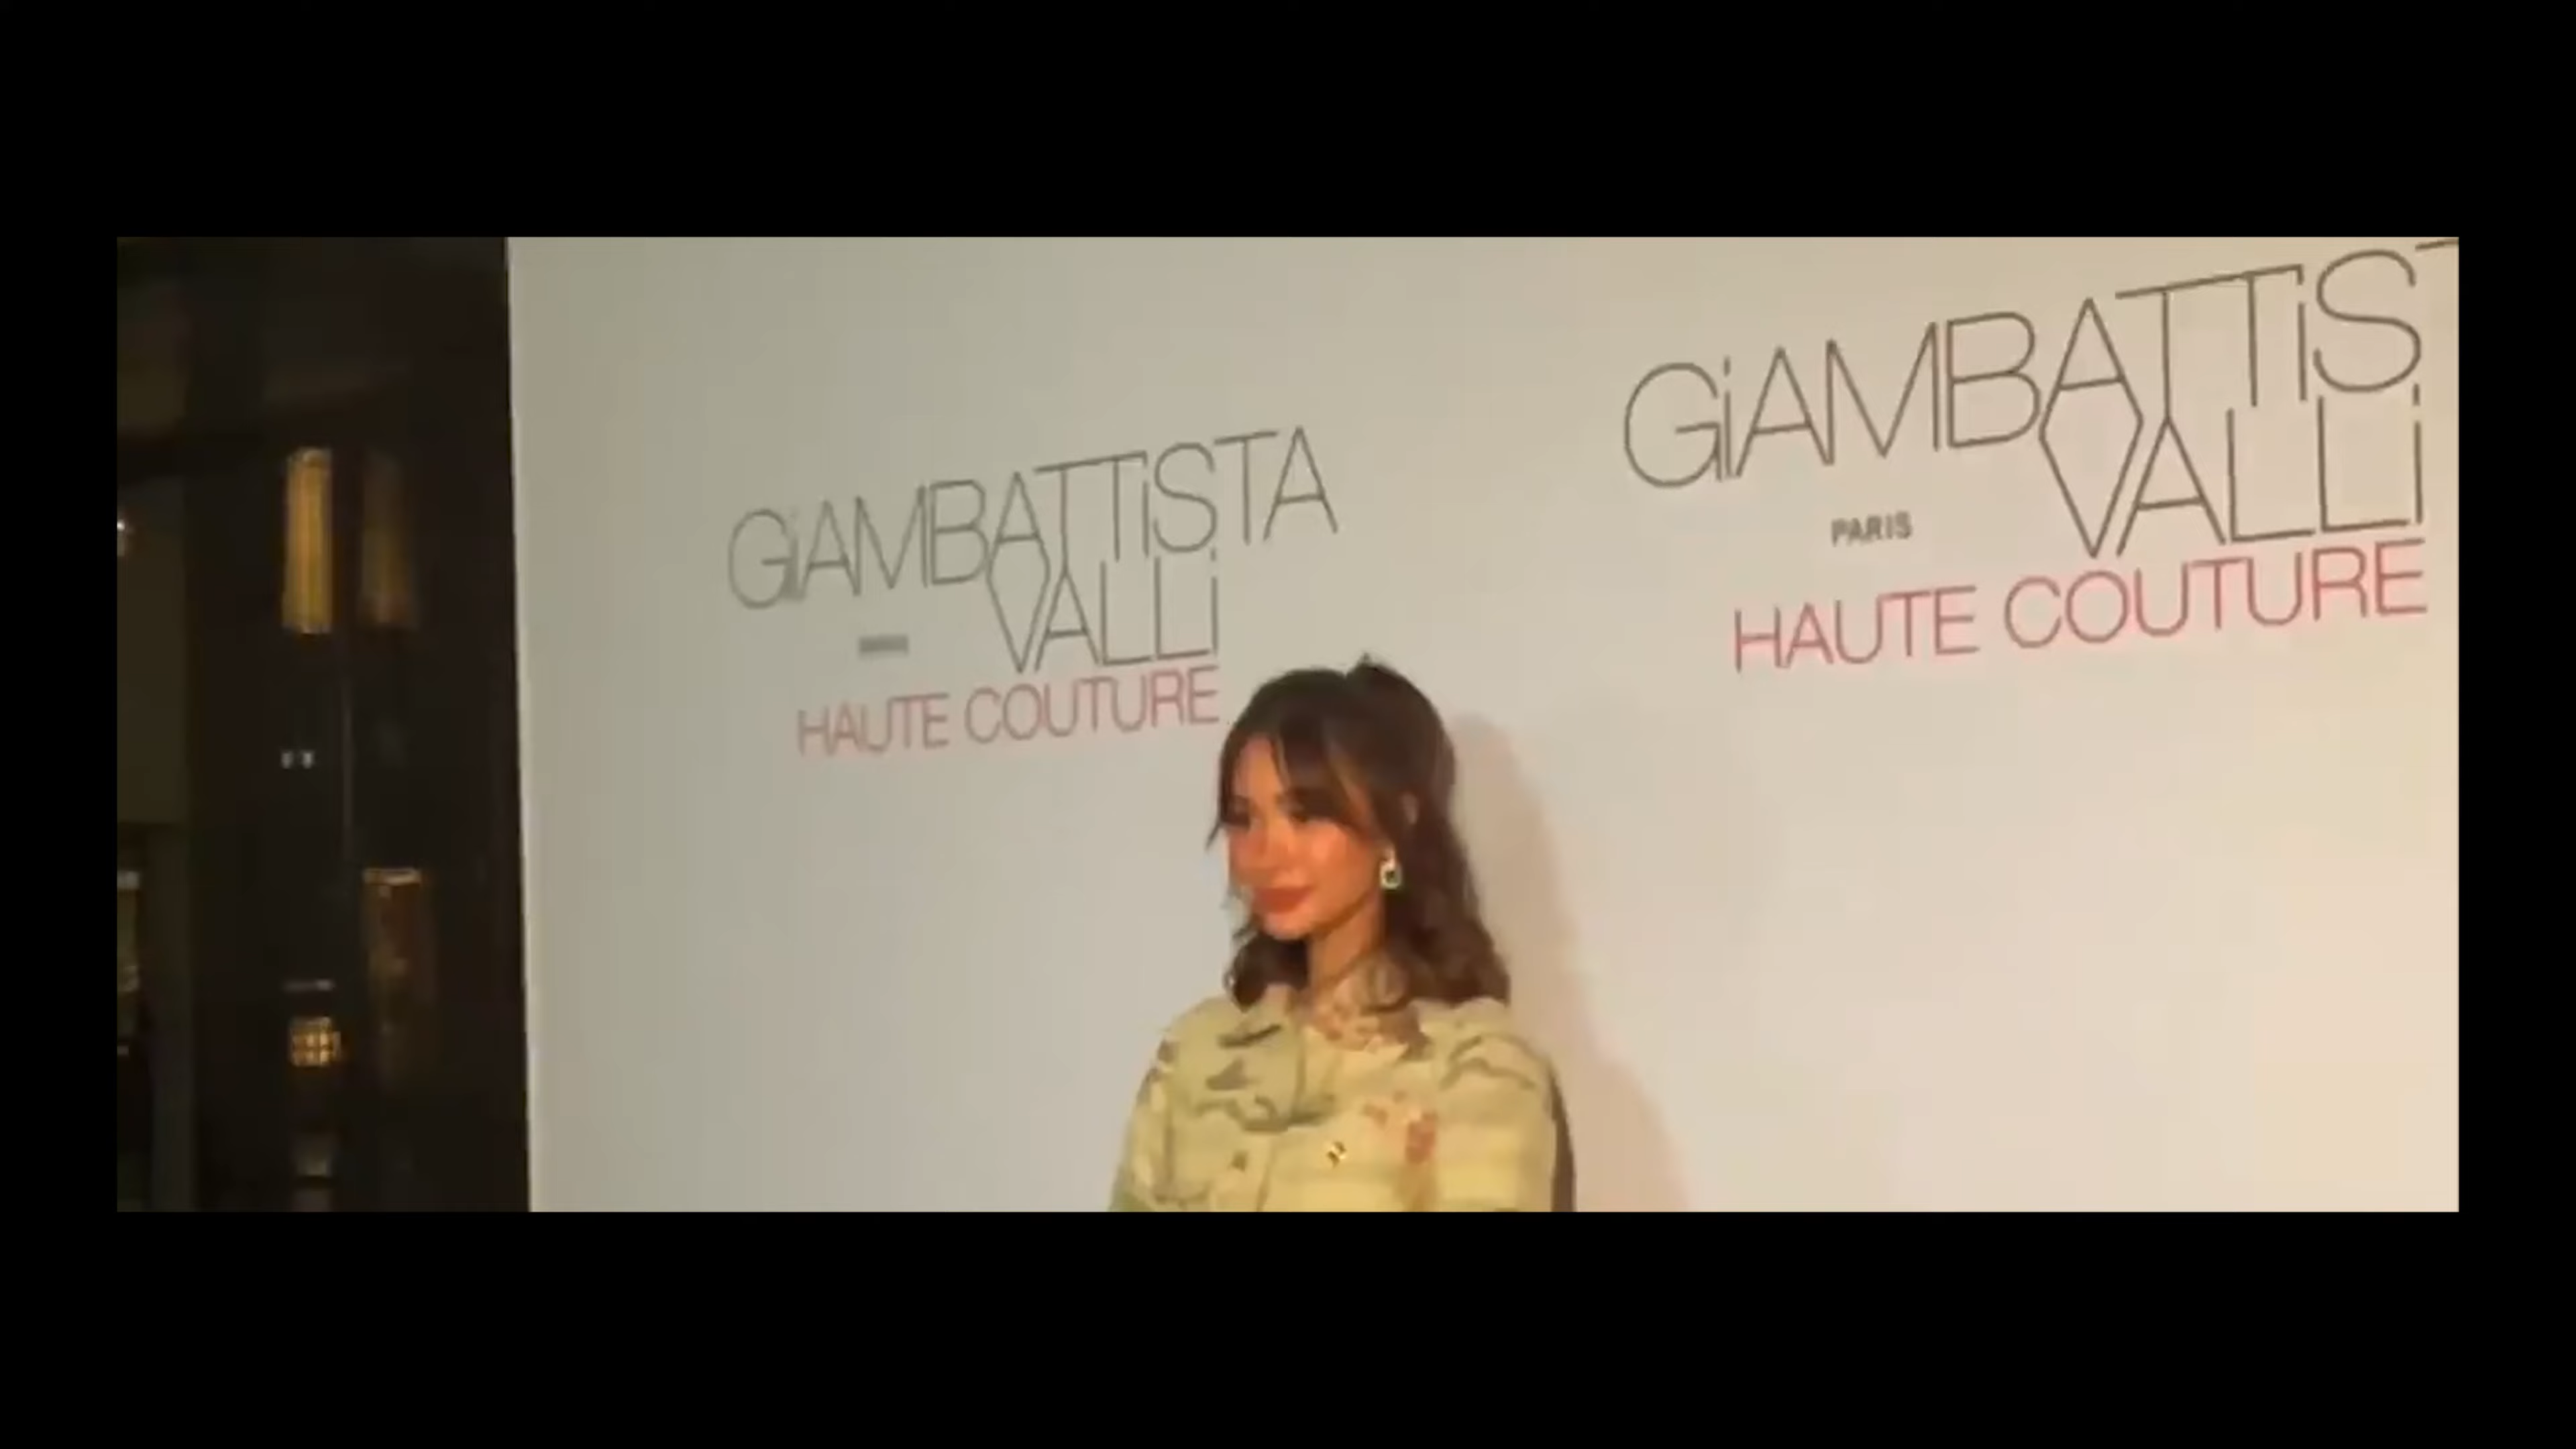 GiAMBATTiSTA
VALLi
HAUTE COUTURE
GiAMBATTiST
VALLi
PARIS
HAUTE COUTURE